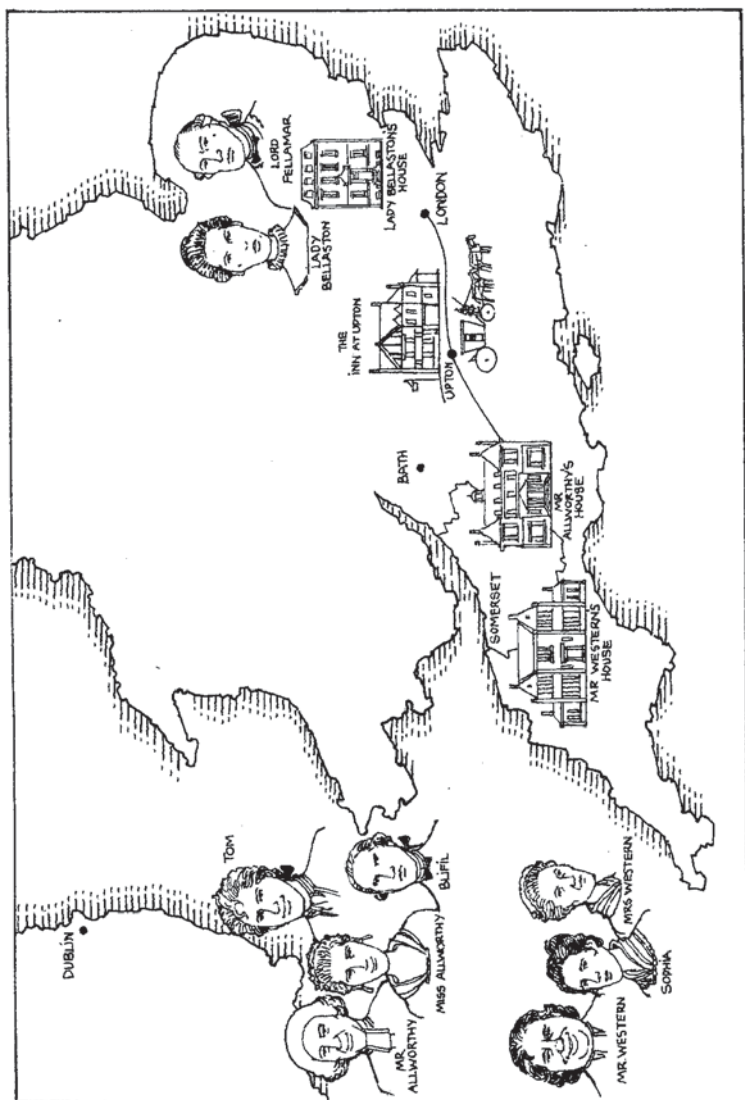 DUBLIN
TOM
MR
ALLWORTHY
MISS ALLWORTHY
BLIFIL
MR. WESTERN
SOPHIA
MRS WESTERN
SOMERSET
MR WESTERN'S
HOUSE
BATH
MR
ALLWORTHY'S
HOUSE
THE
INN AT UPTON
UPTON
LADY
BELLASTON
LORD
FELLAMAR
LADY BELLASTON'S
HOUSE
LONDON